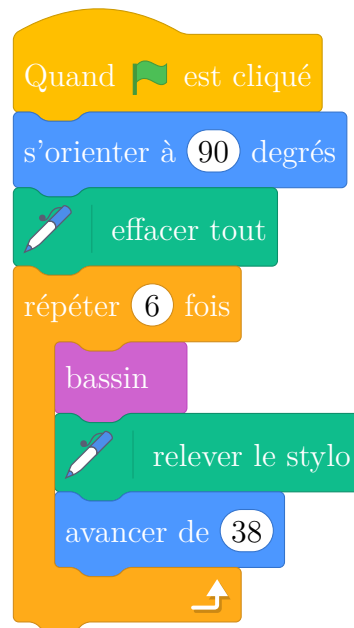 Quand est cliqué
s'orienter à 90 degrés
effacer tout
répéter 6 fois
bassin
relever le stylo
avancer de 38